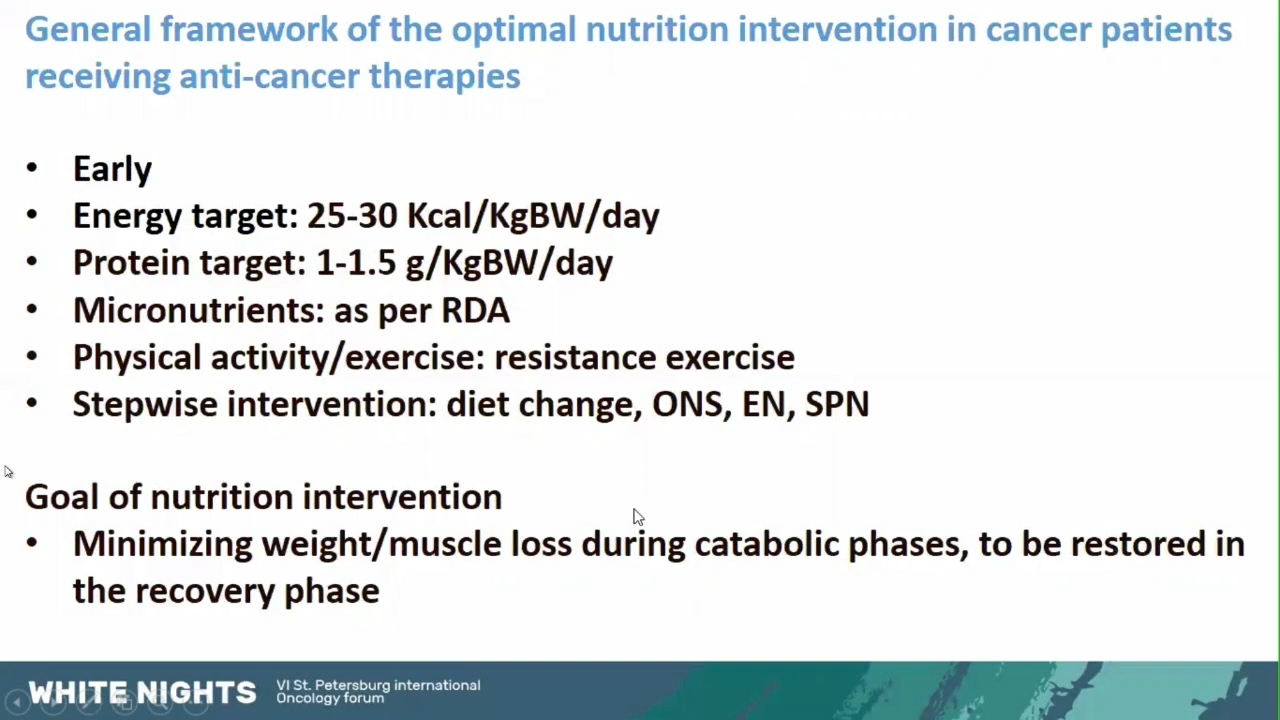 General framework of the optimal nutrition intervention in cancer patients
receiving anti-cancer therapies
• Early
• Energy target: 25-30 Kcal/KgBW/day
• Protein target: 1-1.5 g/KgBW/day
• Micronutrients: as per RDA
• Physical activity/exercise: resistance exercise
• Stepwise intervention: diet change, ONS, EN, SPN
Goal of nutrition intervention
• Minimizing weight/muscle loss during catabolic phases, to be restored in
the recovery phase
WHITE NIGHTS
VI St. Petersburg international
Oncology forum